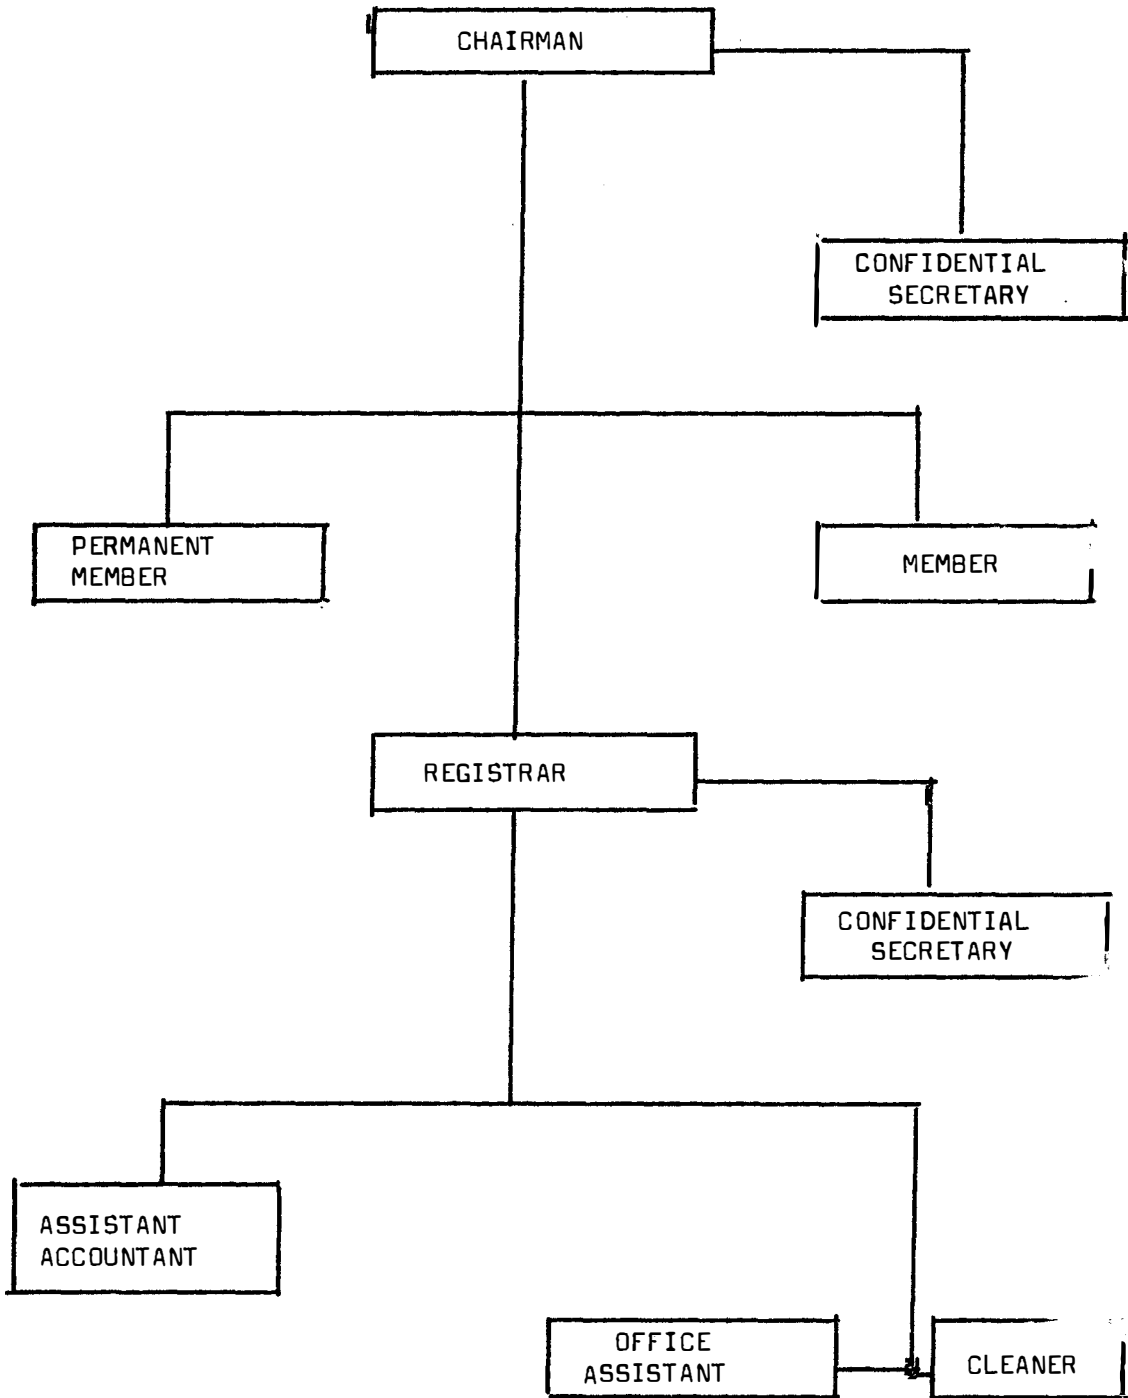 CHAIRMAN
CONFIDENTIAL
SECRETARY
PERMANENT
MEMBER
MEMBER
REGISTRAR
CONFIDENTIAL
SECRETARY
ASSISTANT
ACCOUNTANT
OFFICE
ASSISTANT
CLEANER